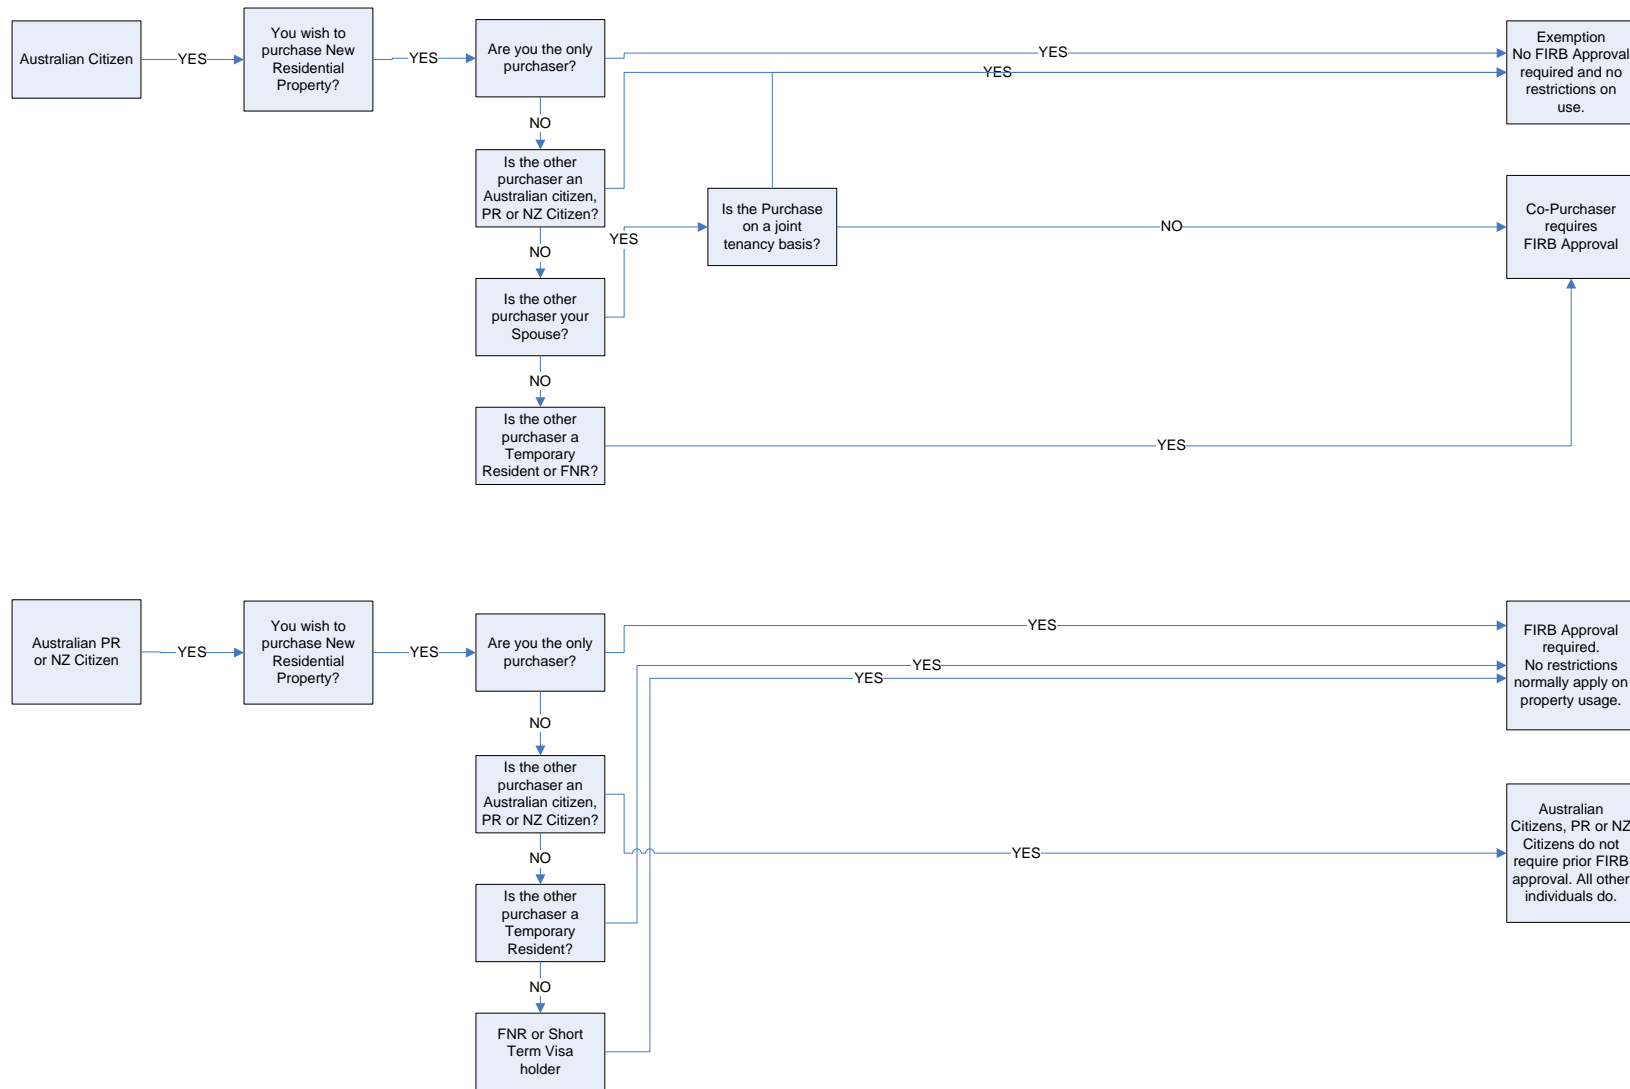 Australian Citizen
YES
You wish to
purchase New
Residential
Property?
YES
Are you the only
purchaser?
YES
YES
Exemption
No FIRB Approval
required and no
restrictions on
use.
NO
Is the other
purchaser an
Australian citizen,
PR or NZ Citizen?
NO
YES
Is the Purchase
on a joint
tenancy basis?
NO
Co-Purchaser
requires
FIRB Approval
Is the other
purchaser your
Spouse?
NO
Is the other
purchaser a
Temporary
Resident or FNR?
YES
Australian PR
or NZ Citizen
YES
You wish to
purchase New
Residential
Property?
YES
Are you the only
purchaser?
YES
YES
YES
FIRB Approval
required.
No restrictions
normally apply on
property usage.
NO
Is the other
purchaser an
Australian citizen,
PR or NZ Citizen?
YES
Australian
Citizens, PR or NZ
Citizens do not
require prior FIRB
approval. All other
individuals do.
NO
Is the other
purchaser a
Temporary
Resident?
NO
FNR or Short
Term Visa
holder